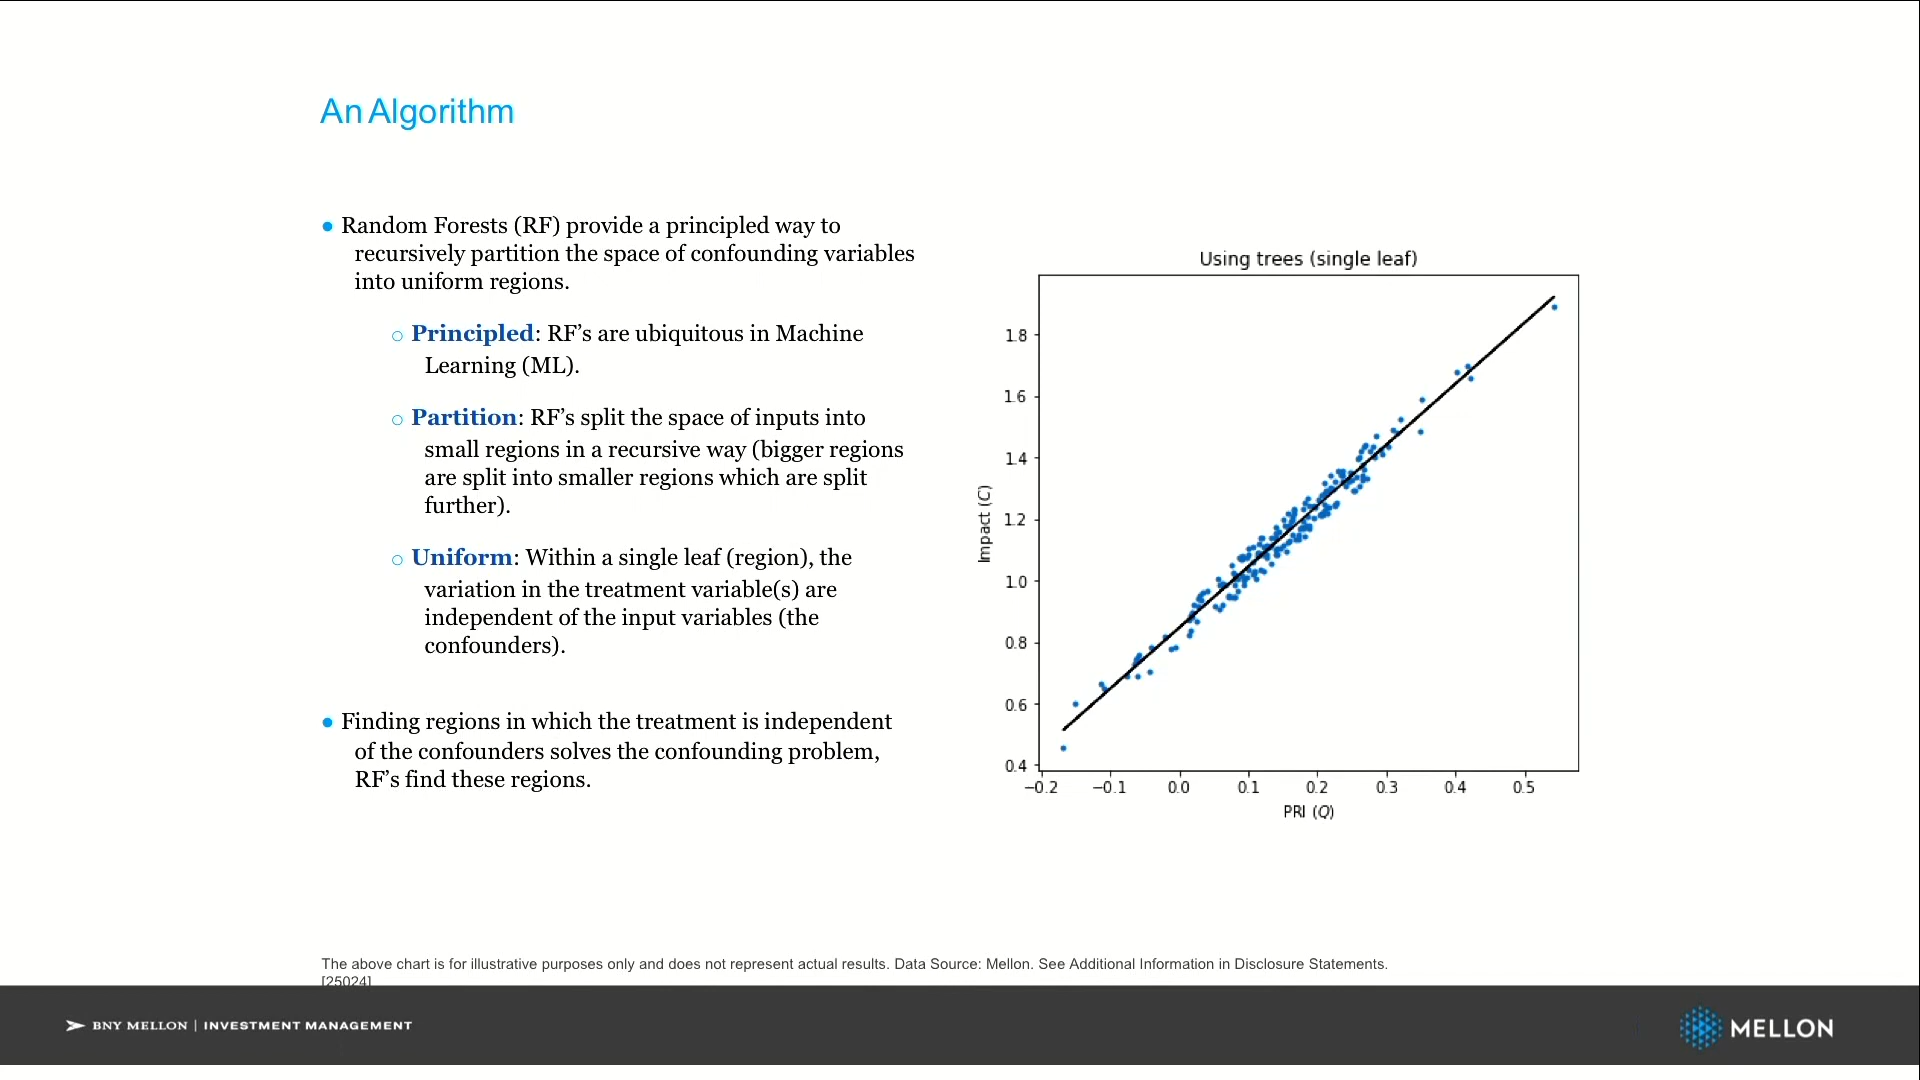 An Algorithm
● Random Forests (RF) provide a principled way to
recursively partition the space of confounding variables
into uniform regions.
○ Principled: RF’s are ubiquitous in Machine
Learning (ML).
○ Partition: RF’s split the space of inputs into
small regions in a recursive way (bigger regions
are split into smaller regions which are split
further).
○ Uniform: Within a single leaf (region), the
variation in the treatment variable(s) are
independent of the input variables (the
confounders).
● Finding regions in which the treatment is independent
of the confounders solves the confounding problem,
RF’s find these regions.
Using trees (single leaf)
1.8
1.6
1.4
1.2
1.0
0.8
0.6
0.4
Impact (C)
−0.2 −0.1 0.0 0.1 0.2 0.3 0.4 0.5
PRI (Q)
The above chart is for illustrative purposes only and does not represent actual results. Data Source: Mellon. See Additional Information in Disclosure Statements.
[25024]
BNY MELLON | INVESTMENT MANAGEMENT
MELLON